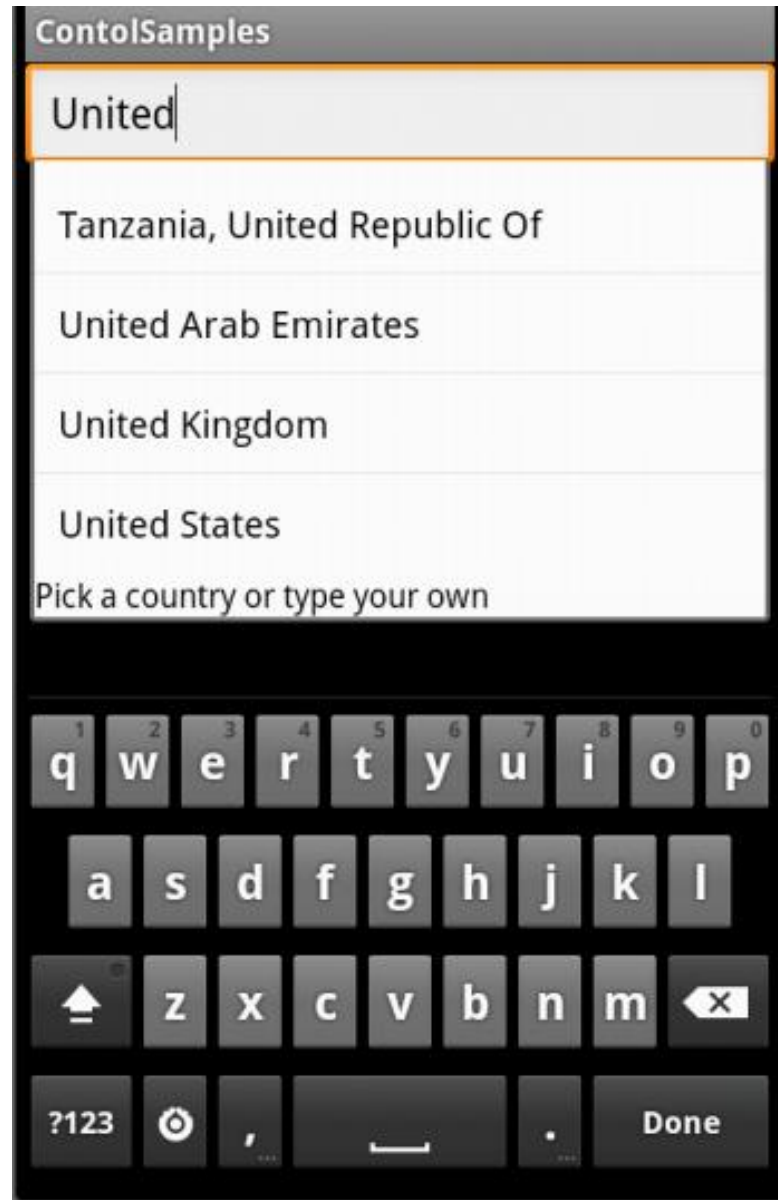 ContolSamples
United
Tanzania, United Republic Of
United Arab Emirates
United Kingdom
United States
Pick a country or type your own
1 2 3 4 5 6 7 8 9 0
q w e r t y u i o p
a s d f g h j k l
z x c v b n m
?123 , . Done